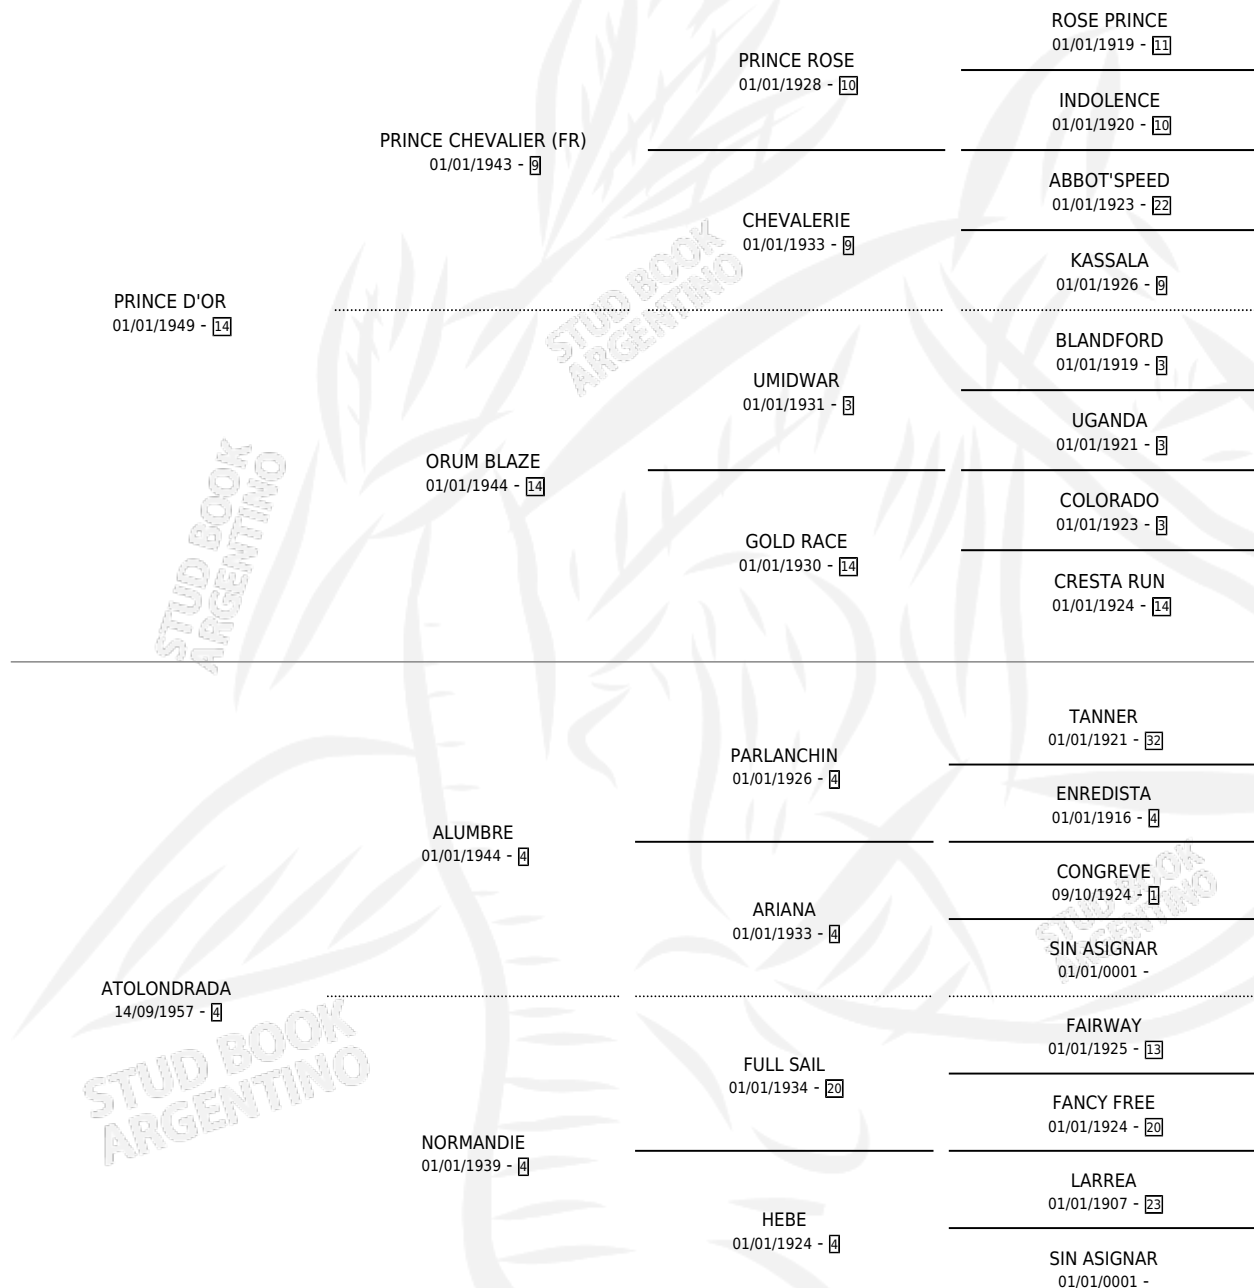 ROSE PRINCE
01/01/1919 - 11
PRINCE ROSE
01/01/1928 - 10
INDOLENCE
01/01/1920 - 10
PRINCE CHEVALIER (FR)
01/01/1943 - 9
ABBOT'SPEED
01/01/1923 - 22
CHEVALERIE
01/01/1933 - 9
KASSALA
01/01/1926 - 9
STUD BOOK
ARGENTINO
PRINCE D'OR
01/01/1949 - 14
BLANDFORD
01/01/1919 - 3
UMIDWAR
01/01/1931 - 3
UGANDA
01/01/1921 - 3
ORUM BLAZE
01/01/1944 - 14
COLORADO
01/01/1923 - 3
GOLD RACE
01/01/1930 - 14
CRESTA RUN
01/01/1924 - 14
STUD BOOK
ARGENTINO
TANNER
01/01/1921 - 32
PARLANCHIN
01/01/1926 - 4
ENREDISTA
01/01/1916 - 4
ALUMBRE
01/01/1944 - 4
CONGREVE
09/10/1924 - 1
ARIANA
01/01/1933 - 4
SIN ASIGNAR
01/01/0001 -
STUD BOOK
ARGENTINO
ATOLONDRADA
14/09/1957 - 4
FAIRWAY
01/01/1925 - 13
FULL SAIL
01/01/1934 - 20
FANCY FREE
01/01/1924 - 20
STUD BOOK
ARGENTINO
NORMANDIE
01/01/1939 - 4
LARREA
01/01/1907 - 23
HEBE
01/01/1924 - 4
SIN ASIGNAR
01/01/0001 -